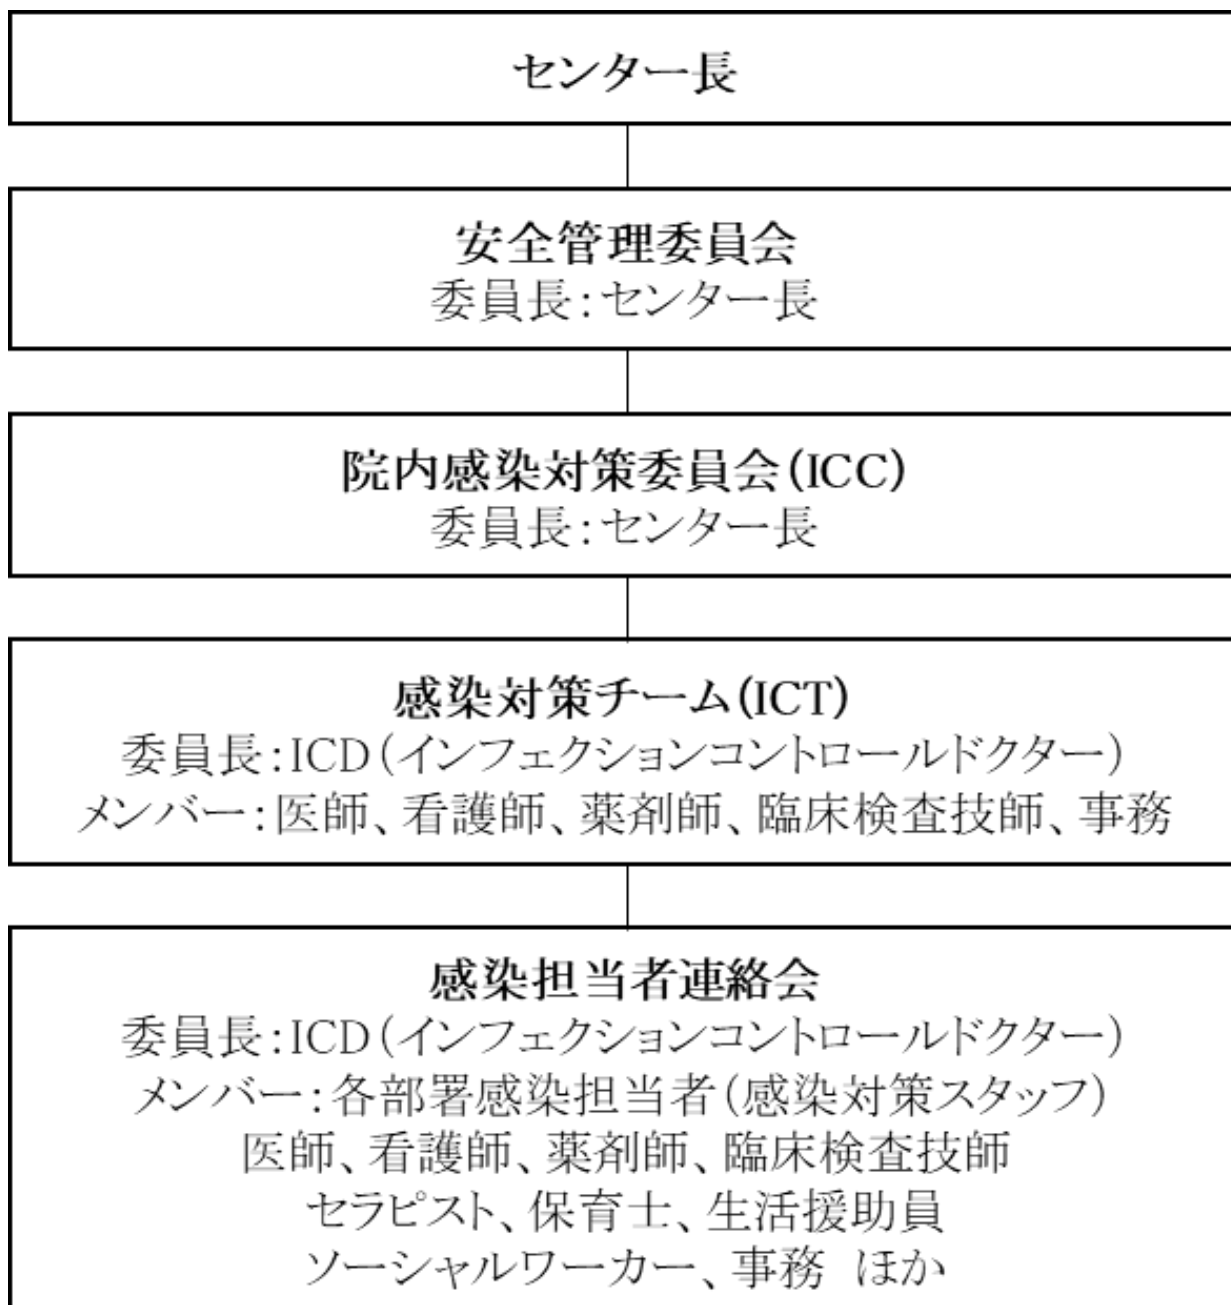 センター長
安全管理委員会
委員長：センター長
院内感染対策委員会(ICC)
委員長：センター長
感染対策チーム(ICT)
委員長：ICD(インフェクションコントロールドクター)
メンバー：医師、看護師、薬剤師、臨床検査技師、事務
感染担当者連絡会
委員長：ICD(インフェクションコントロールドクター)
メンバー：各部署感染担当者(感染対策スタッフ)
医師、看護師、薬剤師、臨床検査技師
セラピスト、保育士、生活援助員
ソーシャルワーカー、事務　ほか